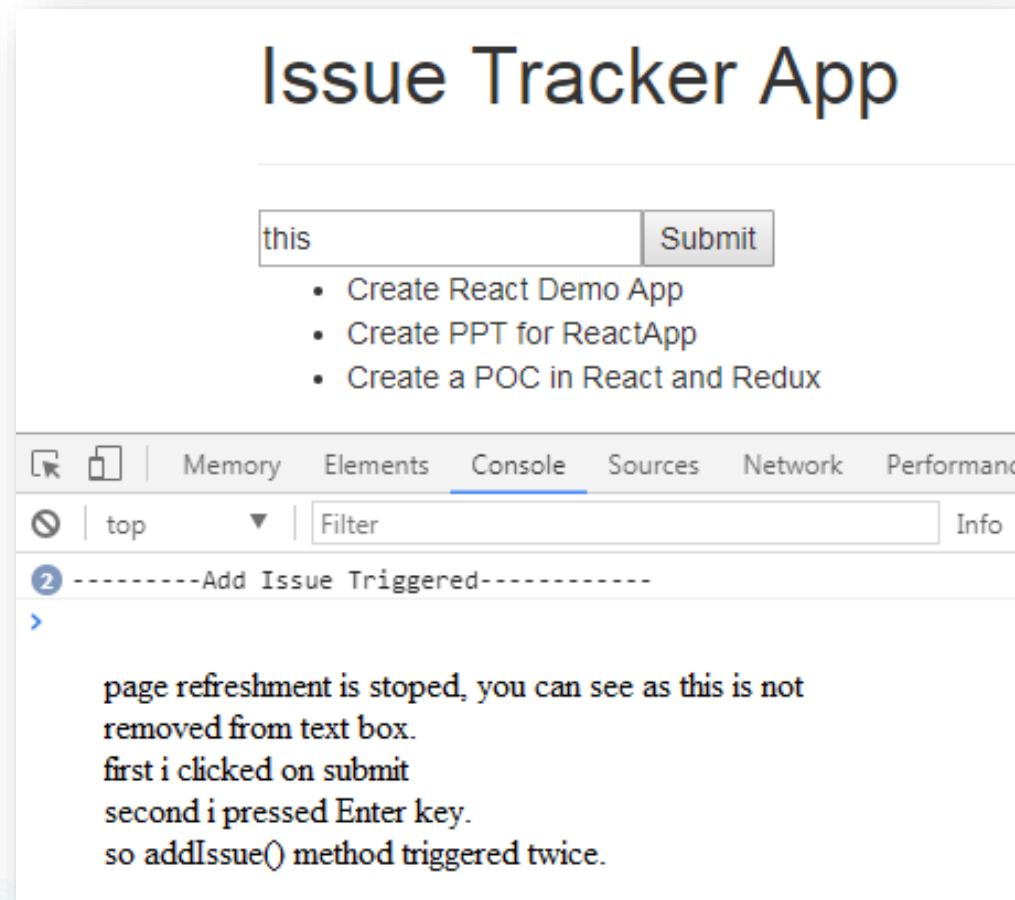 Issue Tracker App
this Submit
• Create React Demo App
• Create PPT for ReactApp
• Create a POC in React and Redux
Memory Elements Console Sources Network Performanc
top ▼ Filter Info
2 ---------Add Issue Triggered------------
>
page refreshment is stoped, you can see as this is not
removed from text box.
first i clicked on submit
second i pressed Enter key.
so addIssue() method triggered twice.